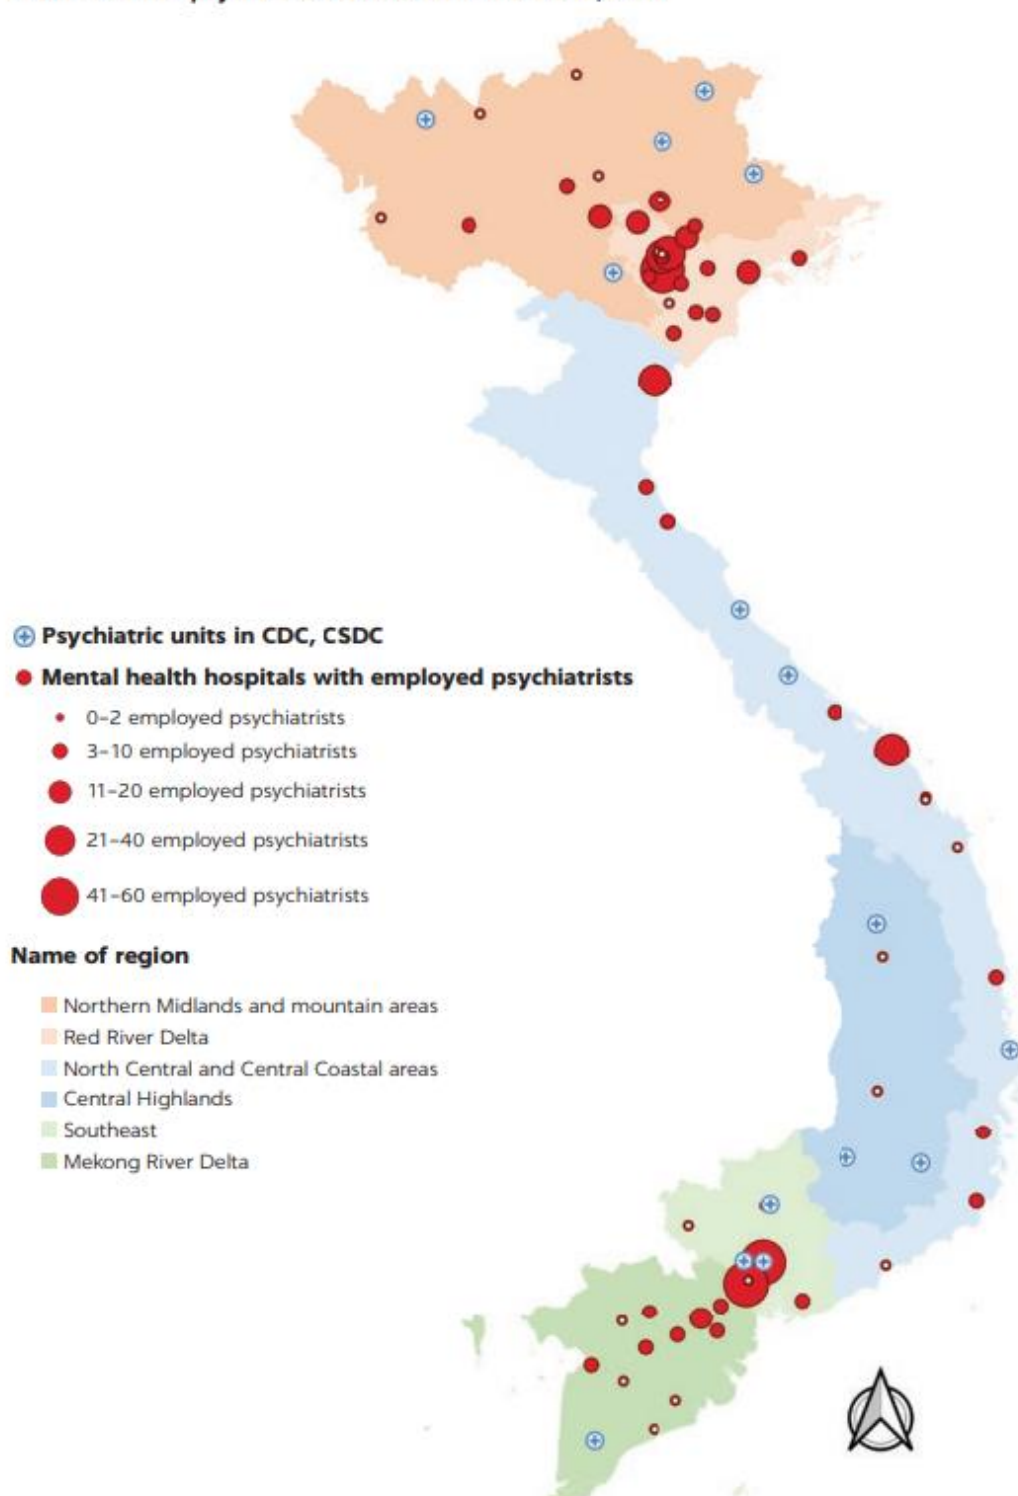 Psychiatric units in CDC, CSDC
Mental health hospitals with employed psychiatrists
0–2 employed psychiatrists
3–10 employed psychiatrists
11–20 employed psychiatrists
21–40 employed psychiatrists
41–60 employed psychiatrists
Name of region
Northern Midlands and mountain areas
Red River Delta
North Central and Central Coastal areas
Central Highlands
Southeast
Mekong River Delta